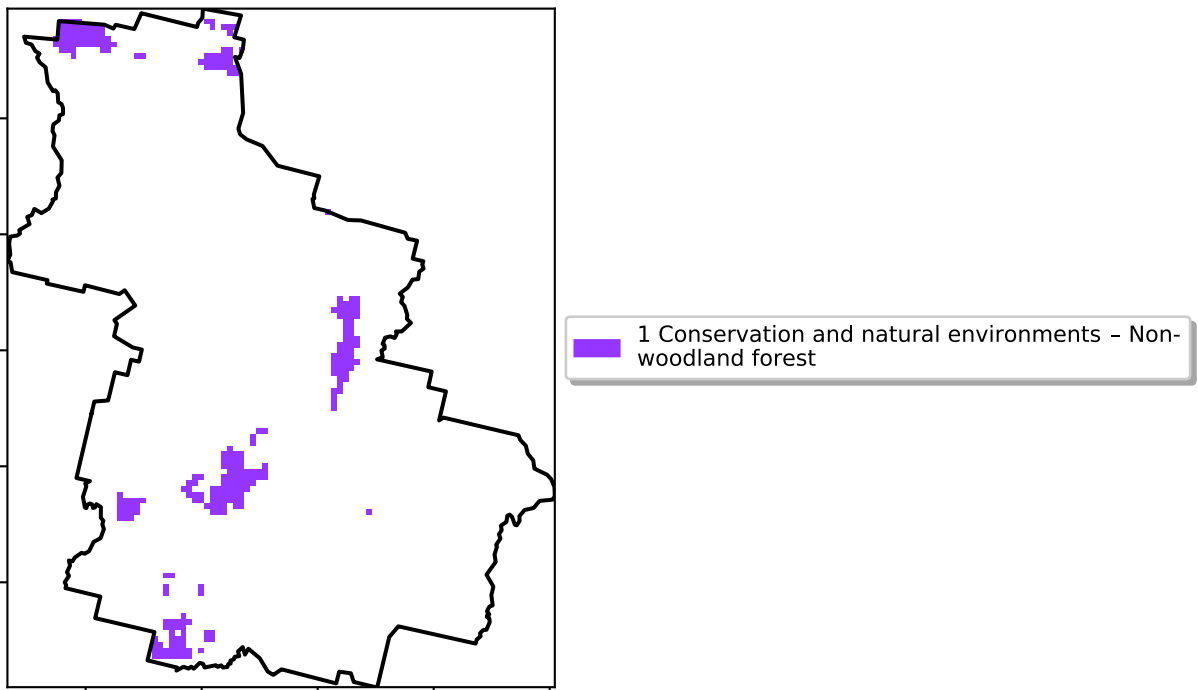 1 Conservation and natural environments – Non-
woodland forest